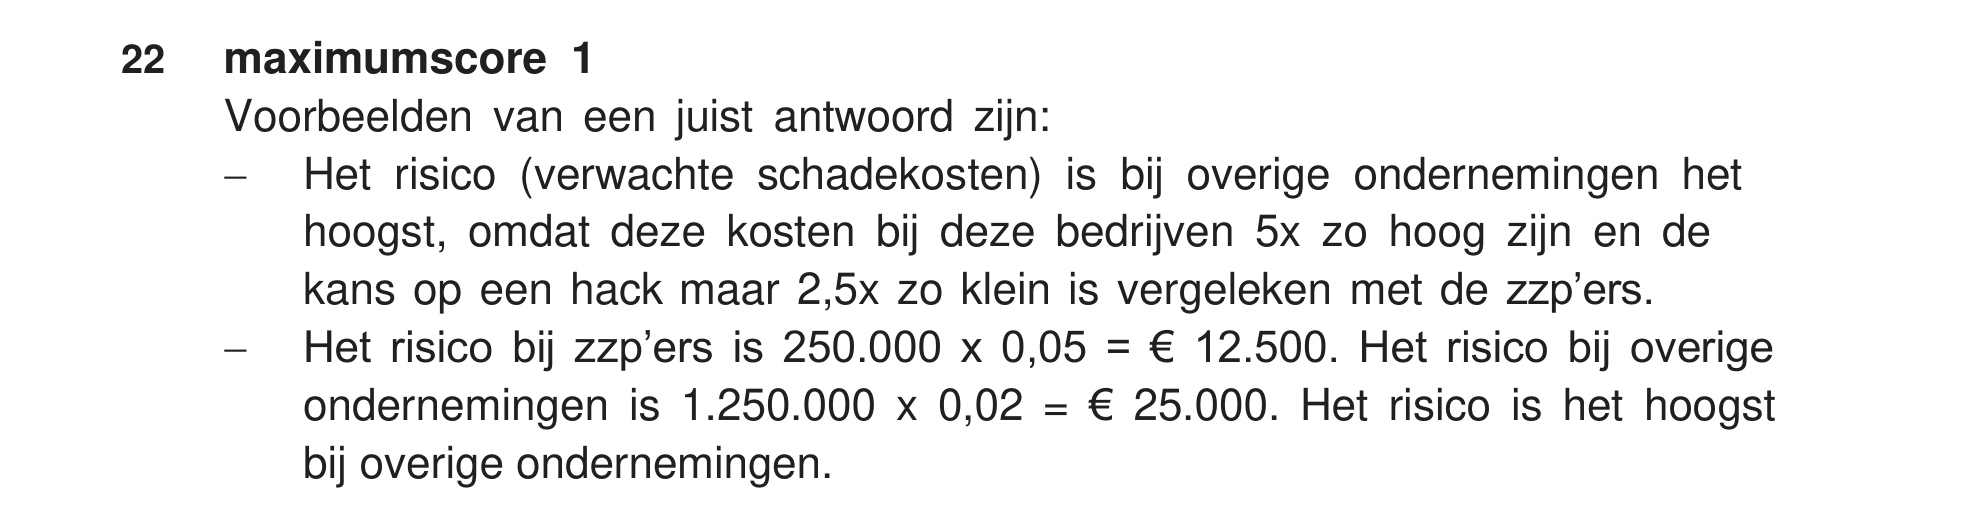 22 maximumscore 1
Voorbeelden van een juist antwoord zijn:
– Het risico (verwachte schadekosten) is bij overige ondernemingen het
hoogst, omdat deze kosten bij deze bedrijven 5x zo hoog zijn en de
kans op een hack maar 2,5x zo klein is vergeleken met de zzp’ers.
– Het risico bij zzp’ers is 250.000 x 0,05 = € 12.500. Het risico bij overige
ondernemingen is 1.250.000 x 0,02 = € 25.000. Het risico is het hoogst
bij overige ondernemingen.